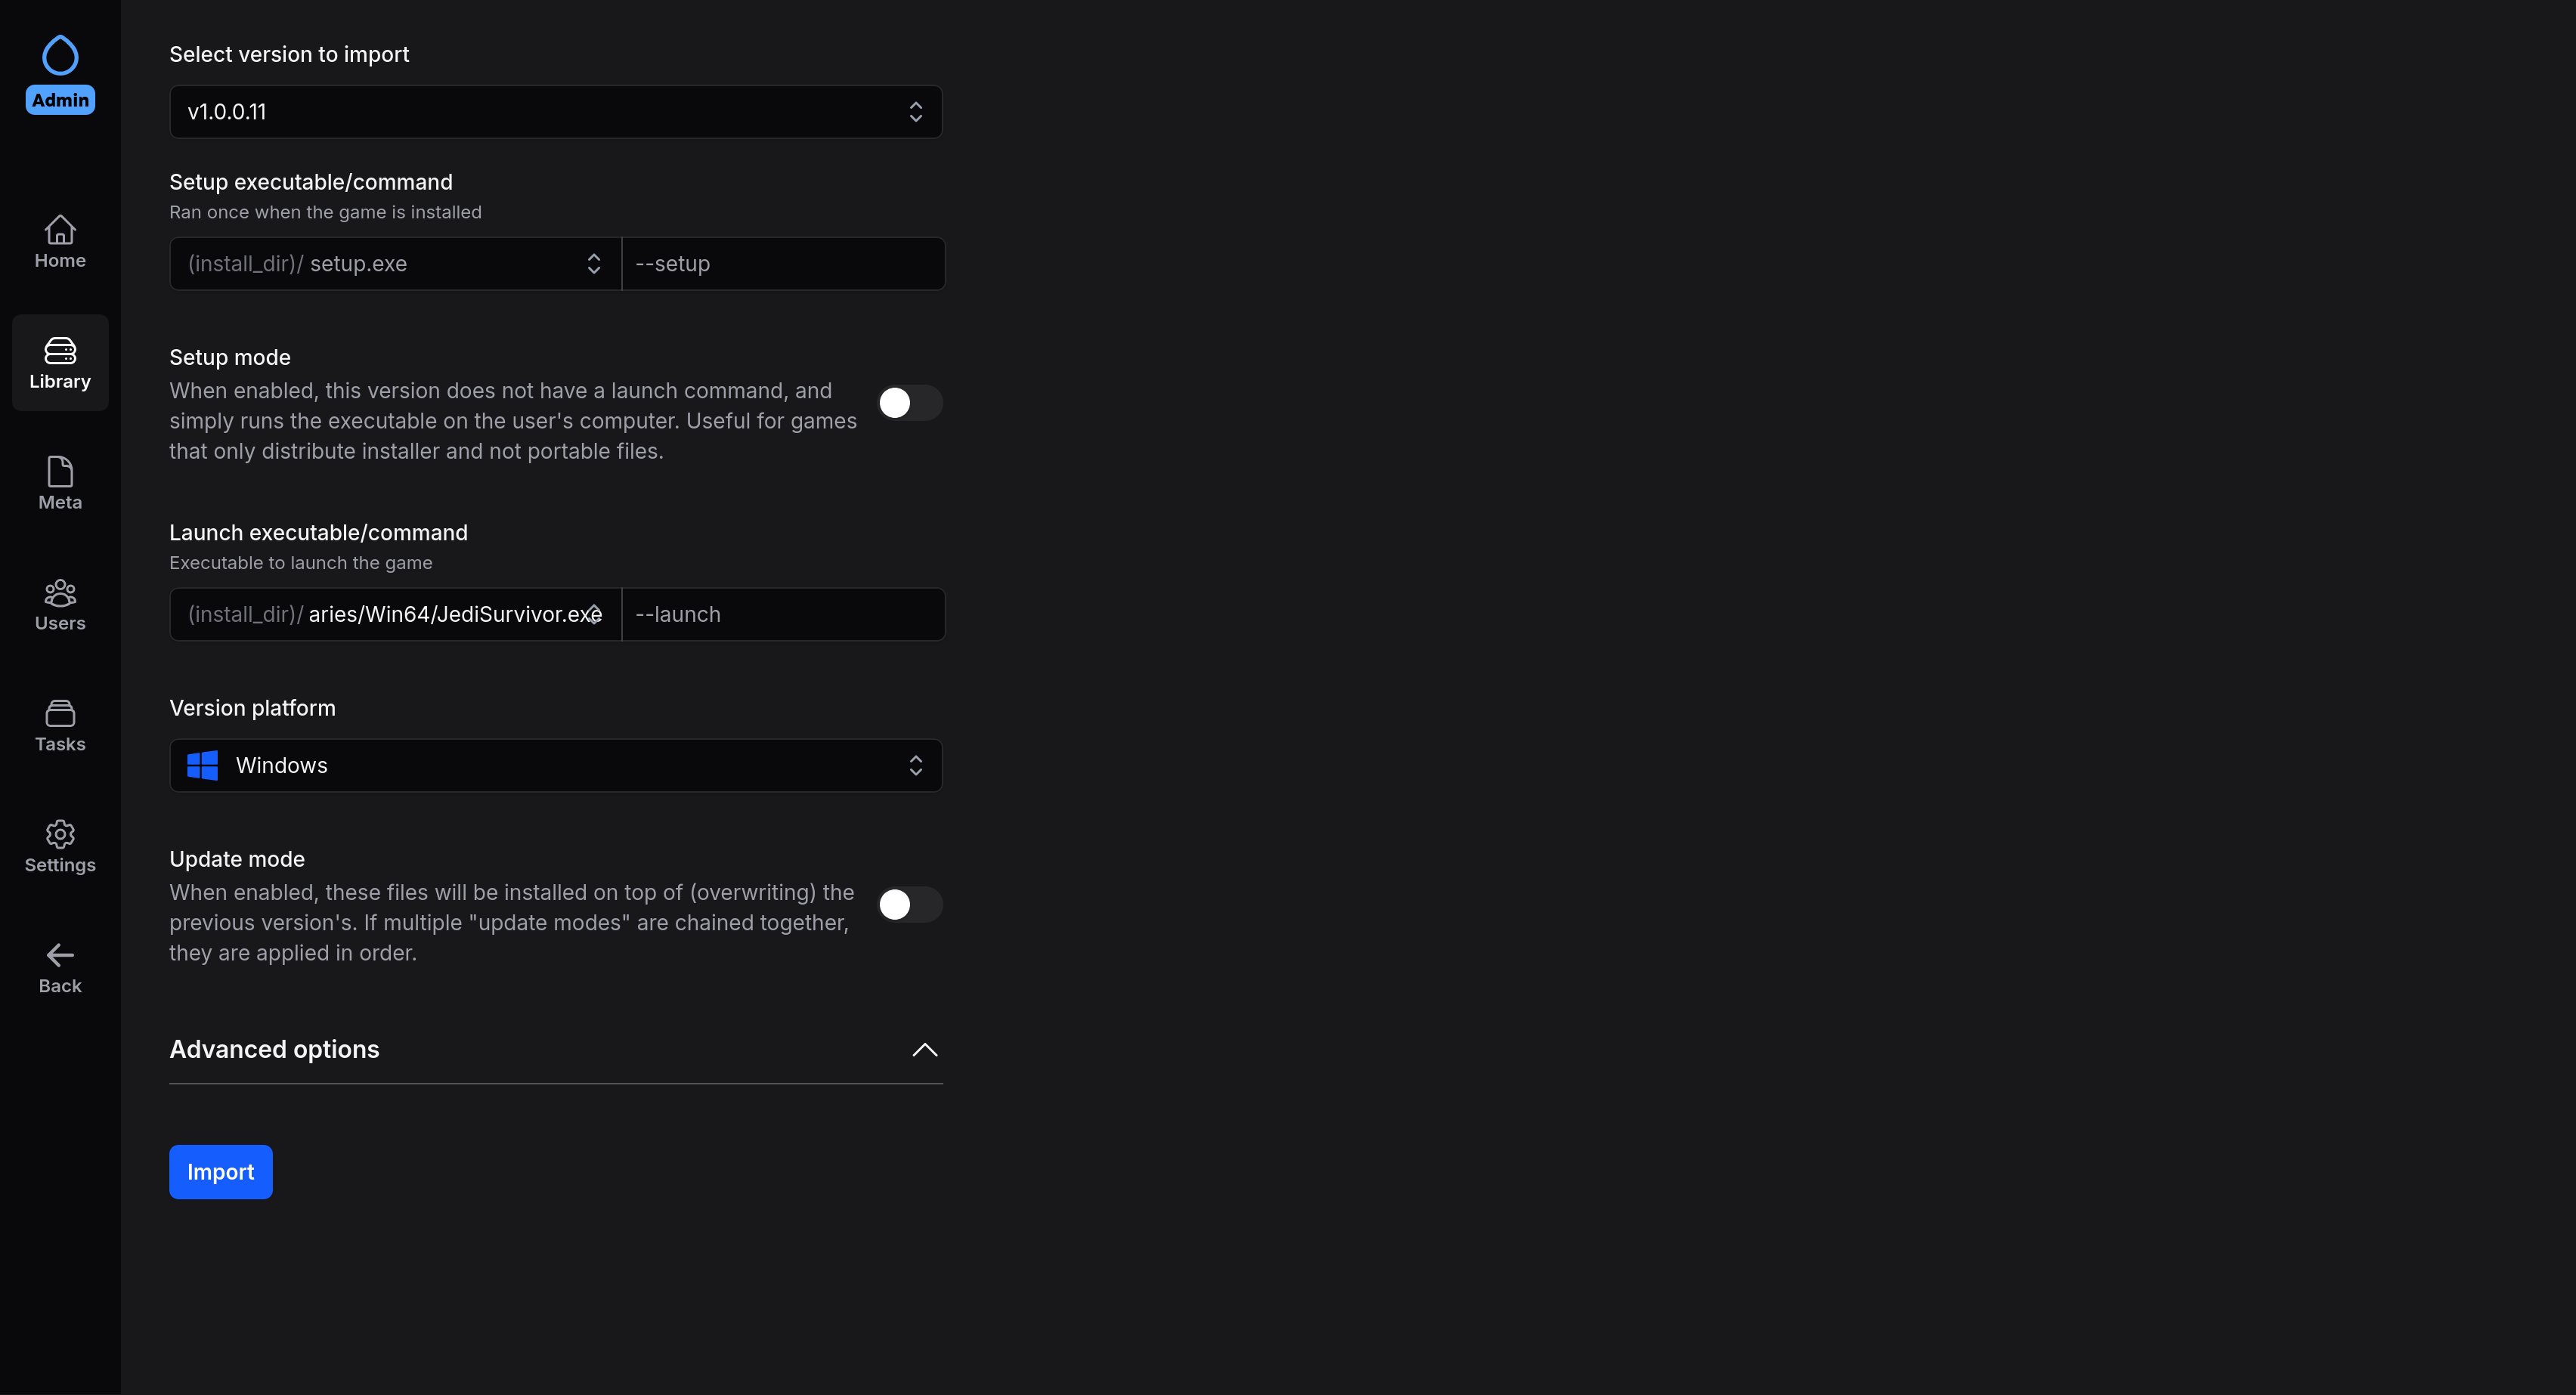 Admin
Home
Library
Meta
Users
Tasks
Settings
Back
Select version to import
v1.0.0.11
Setup executable/command
Ran once when the game is installed
(install_dir)/ setup.exe
--setup
Setup mode
When enabled, this version does not have a launch command, and
simply runs the executable on the user's computer. Useful for games
that only distribute installer and not portable files.
Launch executable/command
Executable to launch the game
(install_dir)/ aries/Win64/JediSurvivor.exe
--launch
Version platform
Windows
Update mode
When enabled, these files will be installed on top of (overwriting) the
previous version's. If multiple "update modes" are chained together,
they are applied in order.
Advanced options
Import